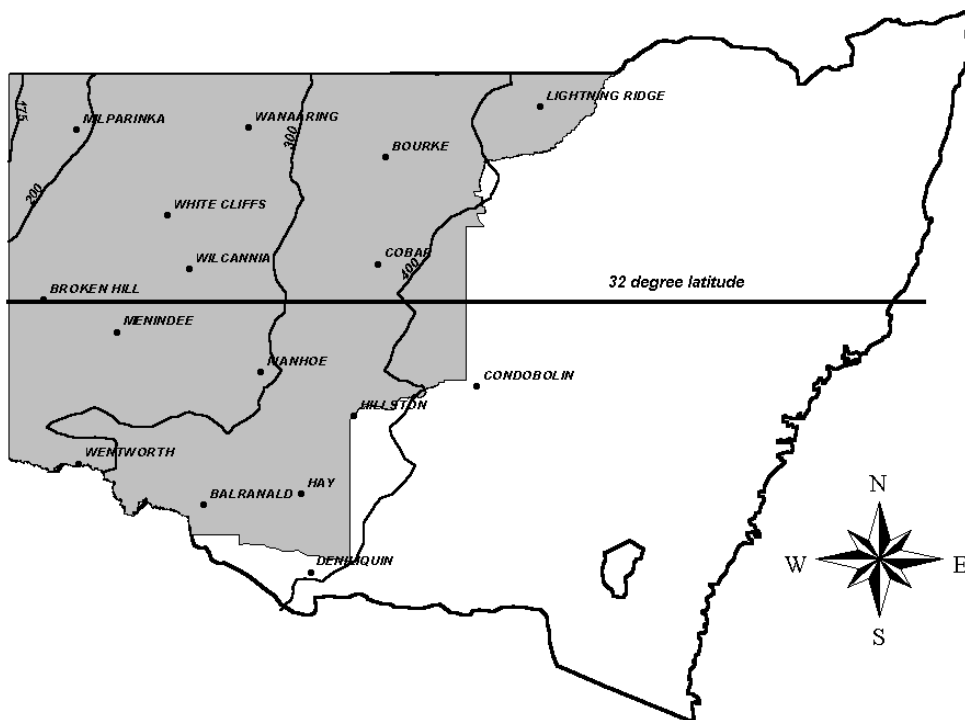 LIGHTNING RIDGE
175
MILPARINKA
WANAARING
300
BOURKE
200
WHITE CLIFFS
WILCANNIA
COBAR
400
BROKEN HILL
32 degree latitude
MENINDEE
IVANHOE
CONDOBOLIN
HILLSTON
WENTWORTH
BALRANALD
HAY
N
W
E
S
DENILIQUIN